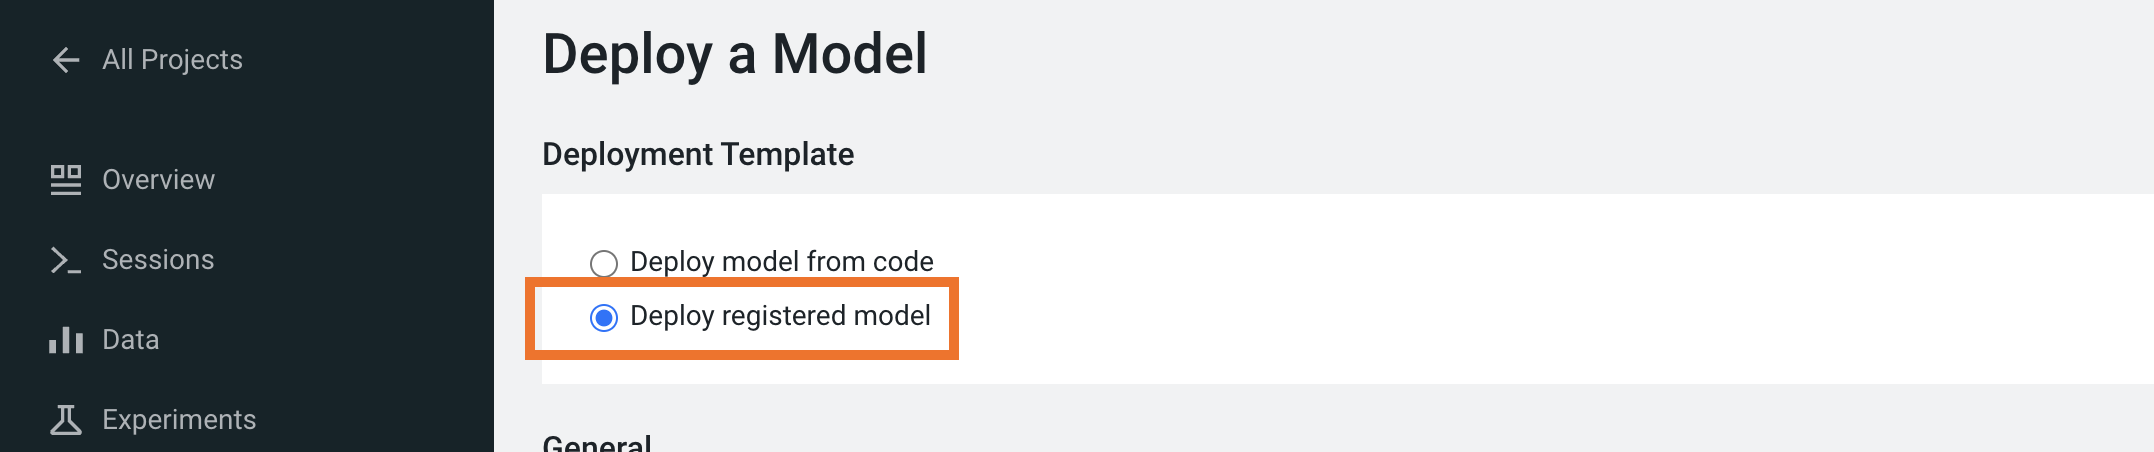 All Projects
Overview
Sessions
Data
Experiments
Deploy a Model
Deployment Template
Deploy model from code
Deploy registered model
General